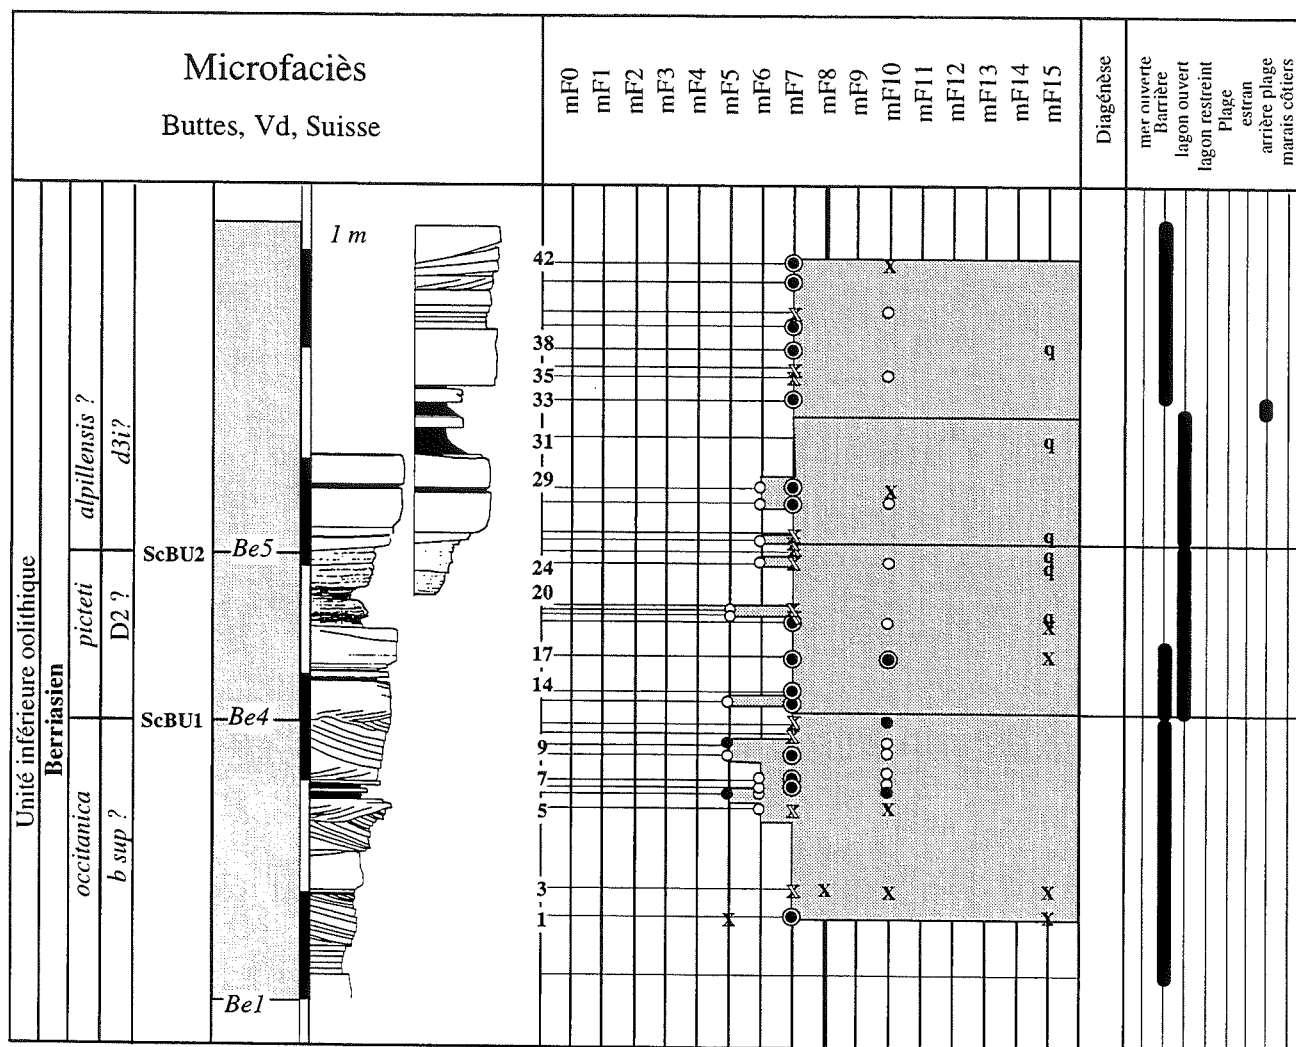 Microfaciès
Buttes, Vd, Suisse
mF0
mF1
mF2
mF3
mF4
mF5
mF6
mF7
mF8
mF9
mF10
mF11
mF12
mF13
mF14
mF15
Diagénèse
mer ouverte
Barrière
lagon ouvert
lagon restreint
Plage
estran
arrière plage
marais côtiers
Unité inférieure oolithique
Berriasien
occitanica
picteti
alpillensis ?
b sup ?
D2 ?
d3i?
ScBU2
ScBU1
Be5
Be4
Be1
1 m
42
38
35
33
31
29
24
20
17
14
9
7
5
3
1
X
q
q
X
q
q
q
q
X
X
X
X
X
X
X
X
X